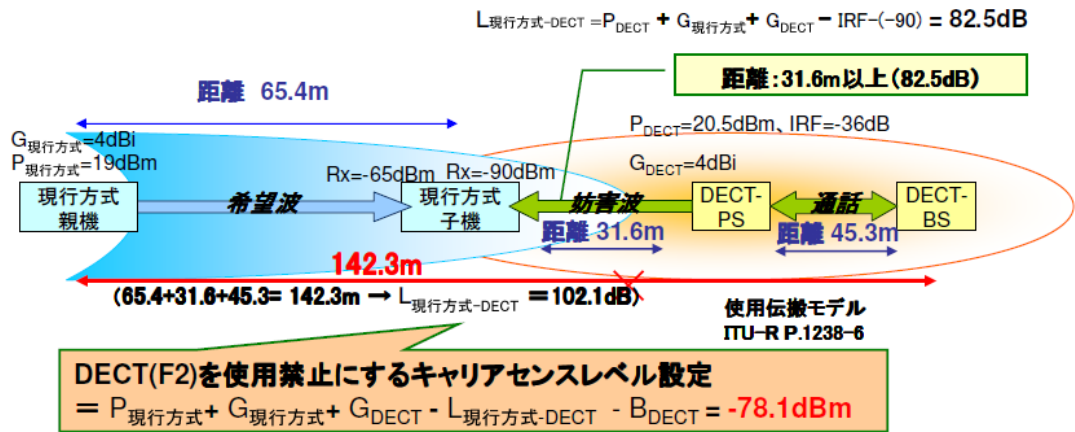 L現行方式-DECT =PDECT + G現行方式+ GDECT − IRF−(−90) = 82.5dB
距離:31.6m以上(82.5dB)
距離 65.4m
PDECT=20.5dBm、IRF=-36dB
G現行方式=4dBi
P現行方式=19dBm
GDECT=4dBi
Rx=-65dBm
Rx=-90dBm
現行方式
親機
希望波
現行方式
子機
妨害波
DECT-
PS
通話
DECT-
BS
距離 31.6m
距離 45.3m
142.3m
(65.4+31.6+45.3= 142.3m → L現行方式-DECT =102.1dB)
使用伝搬モデル
ITU-R P.1238-6
DECT(F2)を使用禁止にするキャリアセンスレベル設定
= P現行方式+ G現行方式+ GDECT - L現行方式-DECT - BDECT = -78.1dBm